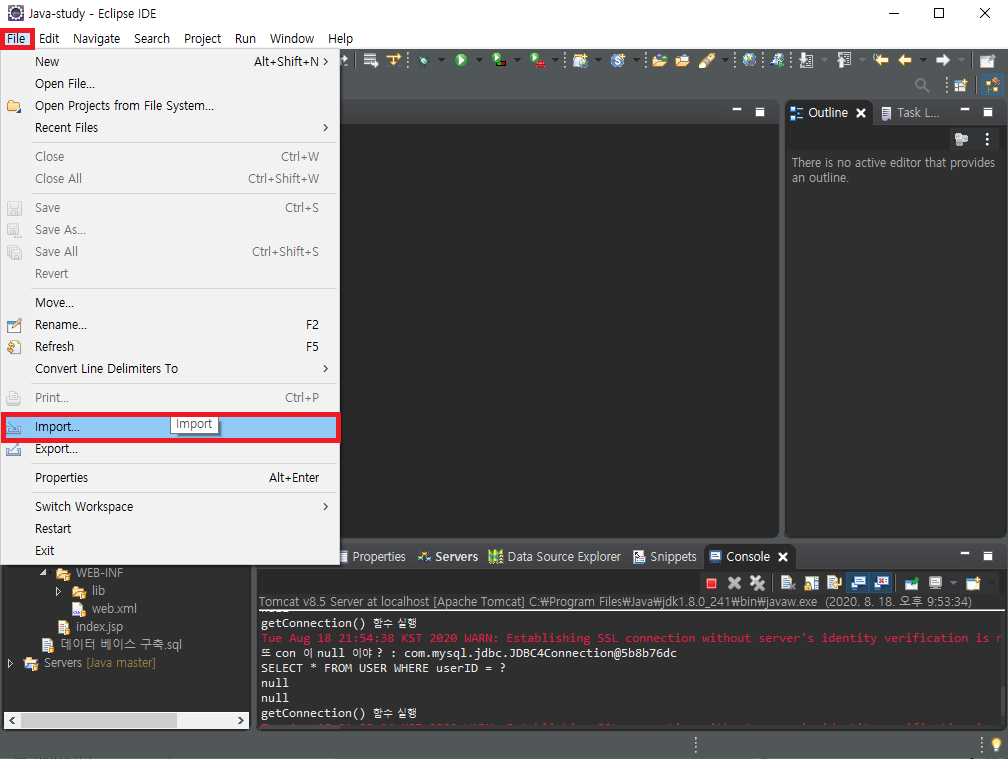 Java-study - Eclipse IDE
File Edit Navigate Search Project Run Window Help
New Alt+Shift+N
Open File...
Open Projects from File System...
Recent Files
Close Ctrl+W
Close All Ctrl+Shift+W
Save Ctrl+S
Save As...
Save All Ctrl+Shift+S
Revert
Move...
Rename... F2
Refresh F5
Convert Line Delimiters To
Print... Ctrl+P
Import... Import
Export...
Properties Alt+Enter
Switch Workspace
Restart
Exit
Outline Task L...
There is no active editor that provides
an outline.
WEB-INF
lib
web.xml
index.jsp
데이터 베이스 구축.sql
Servers [Java master]
Properties Servers Data Source Explorer Snippets Console
Tomcat v8.5 Server at localhost [Apache Tomcat] C:₩Program Files₩Java₩jdk1.8.0_241₩bin₩javaw.exe (2020. 8. 18. 오후 9:53:34)
getConnection() 함수 실행
Tue Aug 18 21:54:38 KST 2020 WARN: Establishing SSL connection without server's identity verification is
뜨 con 이 null 이야 ? : com.mysql.jdbc.JDBC4Connection@5b8b76dc
SELECT * FROM USER WHERE userID = ?
null
null
getConnection() 함수 실행